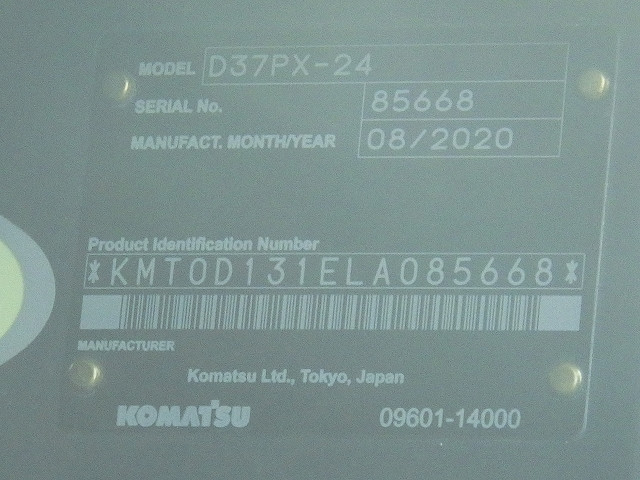 MODEL D37PX-24
SERIAL No. 85668
MANUFACT. MONTH/YEAR 08/2020
Product Identification Number
*KMT0D131ELA085668*
MANUFACTURER
Komatsu Ltd., Tokyo, Japan
KOMATSU 09601-14000